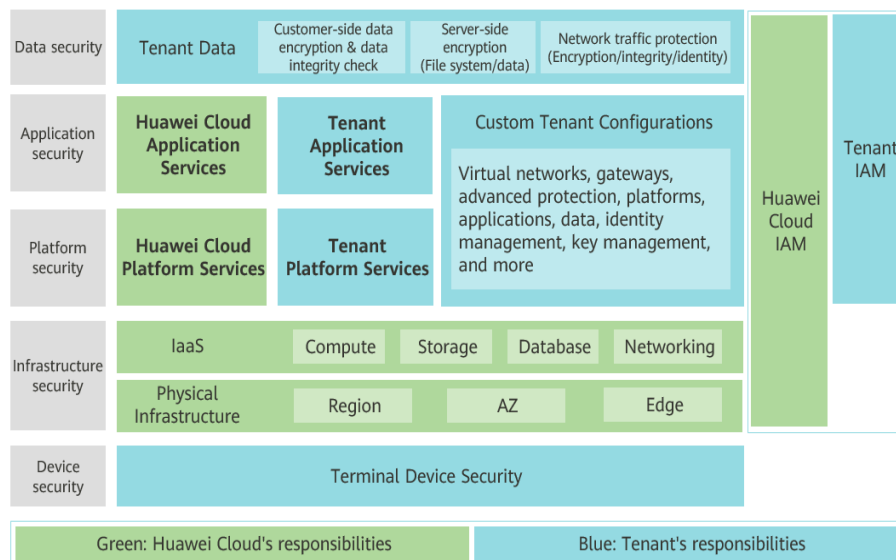 Data security
Tenant Data
Customer-side data
encryption & data
integrity check
Server-side
encryption
(File system/data)
Network traffic protection
(Encryption/integrity/identity)
Application
security
Huawei Cloud
Application
Services
Tenant
Application
Services
Custom Tenant Configurations
Virtual networks, gateways,
advanced protection, platforms,
applications, data, identity
management, key management,
and more
Platform
security
Huawei Cloud
Platform Services
Tenant
Platform Services
Huawei
Cloud
IAM
Tenant
IAM
Infrastructure
security
IaaS
Compute
Storage
Database
Networking
Physical
Infrastructure
Region
AZ
Edge
Device
security
Terminal Device Security
Green: Huawei Cloud's responsibilities
Blue: Tenant's responsibilities